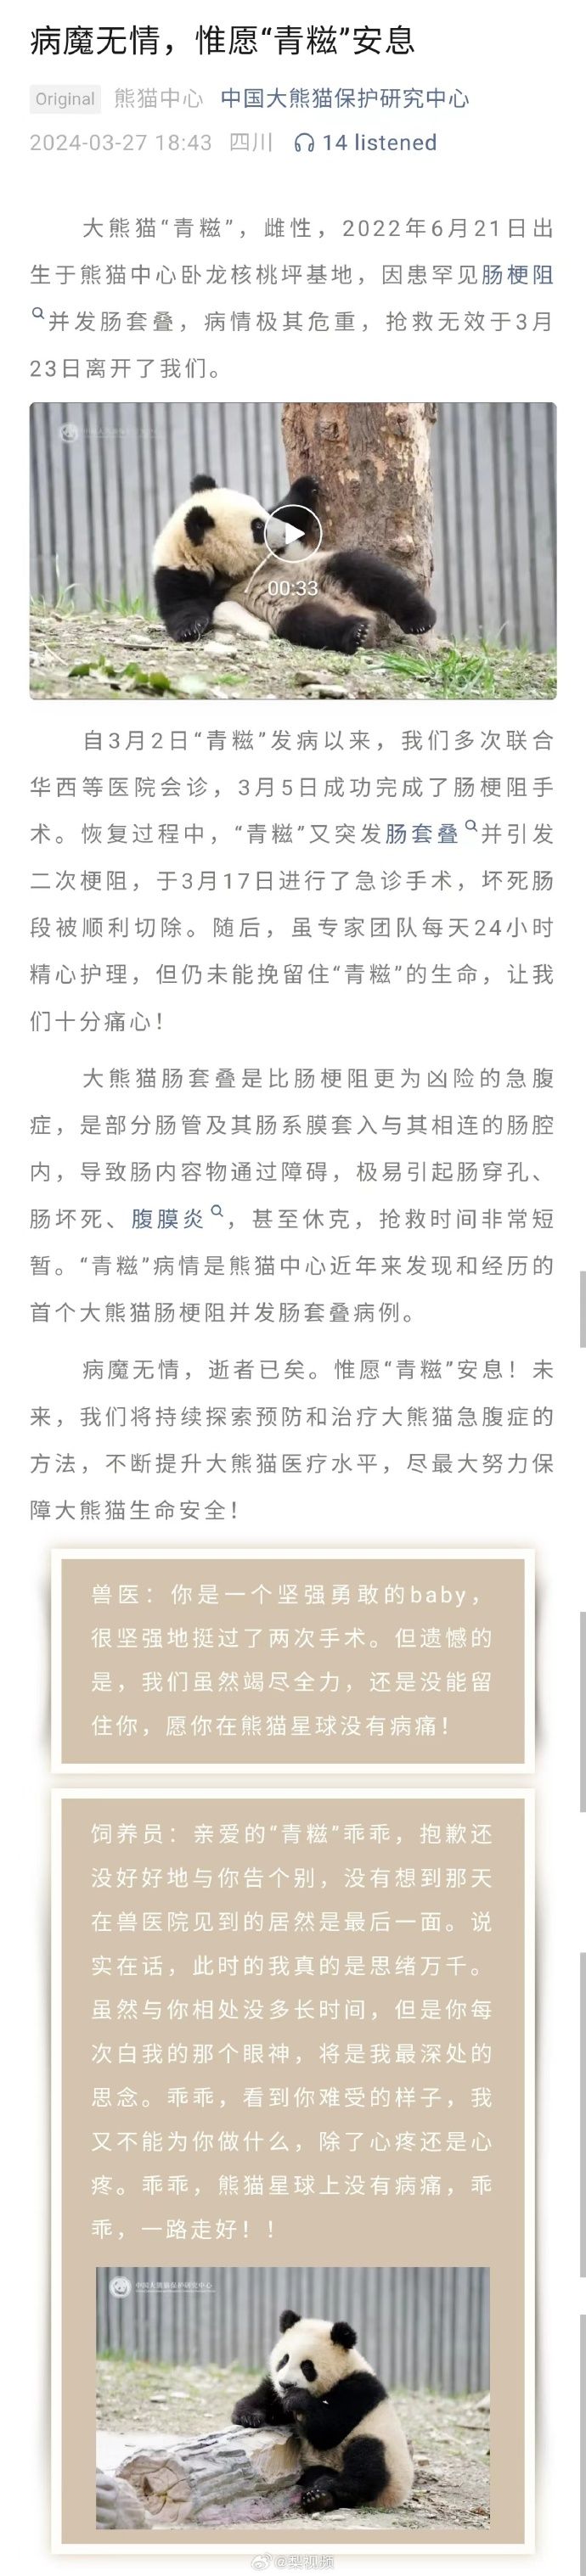 病魔无情，惟愿“青糍”安息
Original 熊猫中心 中国大熊猫保护研究中心
2024-03-27 18:43 四川 14 listened
大熊猫“青糍”，雌性，2022年6月21日出
生于熊猫中心卧龙核桃坪基地，因患罕见肠梗阻
并发肠套叠，病情极其危重，抢救无效于3月
23日离开了我们。
00:33
自3月2日“青糍”发病以来，我们多次联合
华西等医院会诊，3月5日成功完成了肠梗阻手
术。恢复过程中，“青糍”又突发肠套叠并引发
二次梗阻，于3月17日进行了急诊手术，坏死肠
段被顺利切除。随后，虽专家团队每天24小时
精心护理，但仍未能挽留住“青糍”的生命，让我
们十分痛心！
大熊猫肠套叠是比肠梗阻更为凶险的急腹
症，是部分肠管及其肠系膜套入与其相连的肠腔
内，导致肠内容物通过障碍，极易引起肠穿孔、
肠坏死、腹膜炎，甚至休克，抢救时间非常短
暂。“青糍”病情是熊猫中心近年来发现和经历的
首个大熊猫肠梗阻并发肠套叠病例。
病魔无情，逝者已矣。惟愿“青糍”安息！未
来，我们将持续探索预防和治疗大熊猫急腹症的
方法，不断提升大熊猫医疗水平，尽最大努力保
障大熊猫生命安全！
兽医：你是一个坚强勇敢的baby，
很坚强地挺过了两次手术。但遗憾的
是，我们虽然竭尽全力，还是没能留
住你，愿你在熊猫星球没有病痛！
饲养员：亲爱的“青糍”乖乖，抱歉还
没好好地与你告个别，没有想到那天
在兽医院见到的居然是最后一面。说
实在话，此时的我真的是思绪万千。
虽然与你相处没多长时间，但是你每
次白我的那个眼神，将是我最深处的
思念。乖乖，看到你难受的样子，我
又不能为你做什么，除了心疼还是心
疼。乖乖，熊猫星球上没有病痛，乖
乖，一路走好！！
中国大熊猫保护研究中心
@梨视频